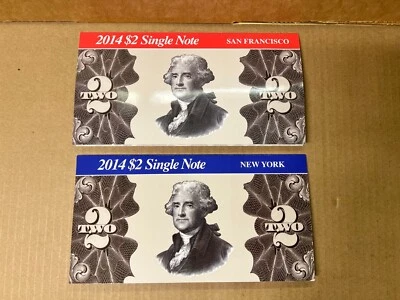 2014 $2 Single Note SAN FRANCISCO
2 TWO 2 TWO
2014 $2 Single Note NEW YORK
2 TWO 2 TWO